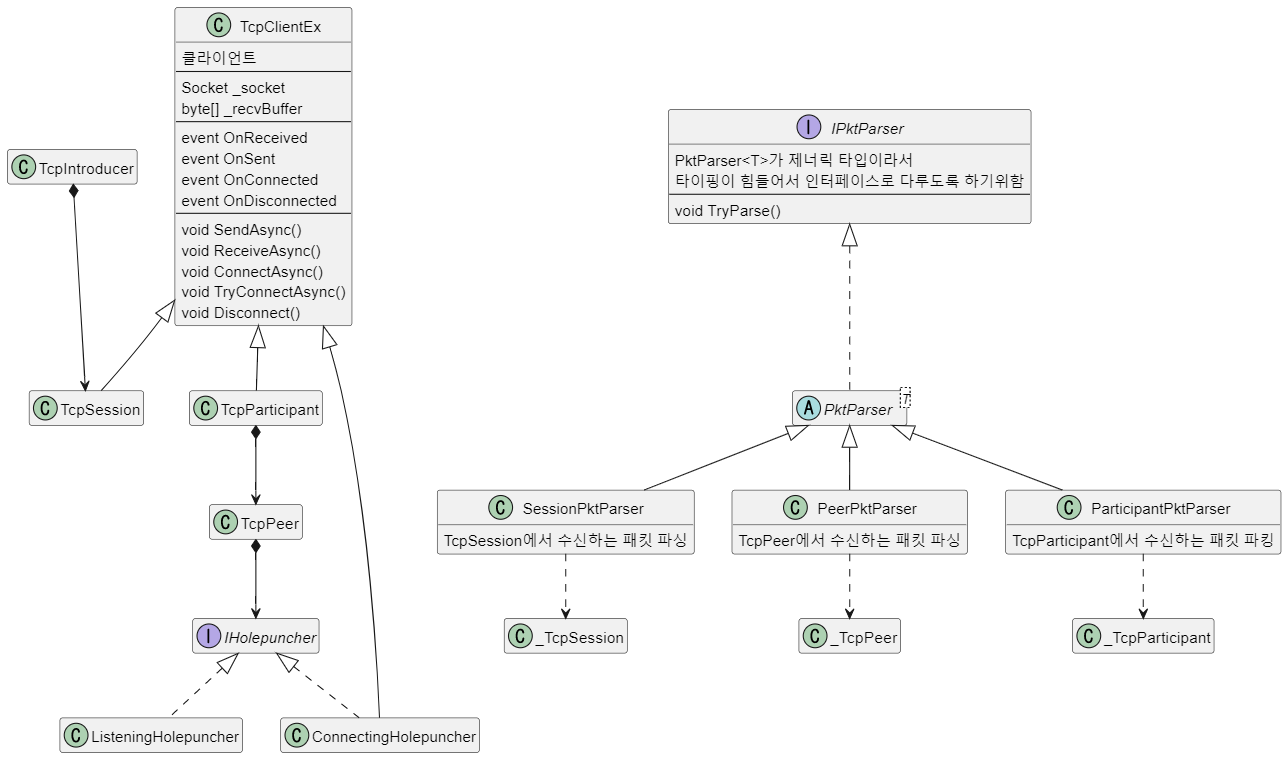 C TcpClientEx
클라이언트
Socket _socket
byte[] _recvBuffer
event OnReceived
event OnSent
event OnConnected
event OnDisconnected
void SendAsync()
void ReceiveAsync()
void ConnectAsync()
void TryConnectAsync()
void Disconnect()
C TcpIntroducer
C TcpSession
C TcpParticipant
C TcpPeer
I IHolepuncher
C ListeningHolepuncher
C ConnectingHolepuncher
I IPktParser
PktParser<T>가 제너릭 타입이라서
타이핑이 힘들어서 인터페이스로 다루도록 하기위함
void TryParse()
A PktParser T
C SessionPktParser
TcpSession에서 수신하는 패킷 파싱
C PeerPktParser
TcpPeer에서 수신하는 패킷 파싱
C ParticipantPktParser
TcpParticipant에서 수신하는 패킷 파킹
C _TcpSession
C _TcpPeer
C _TcpParticipant